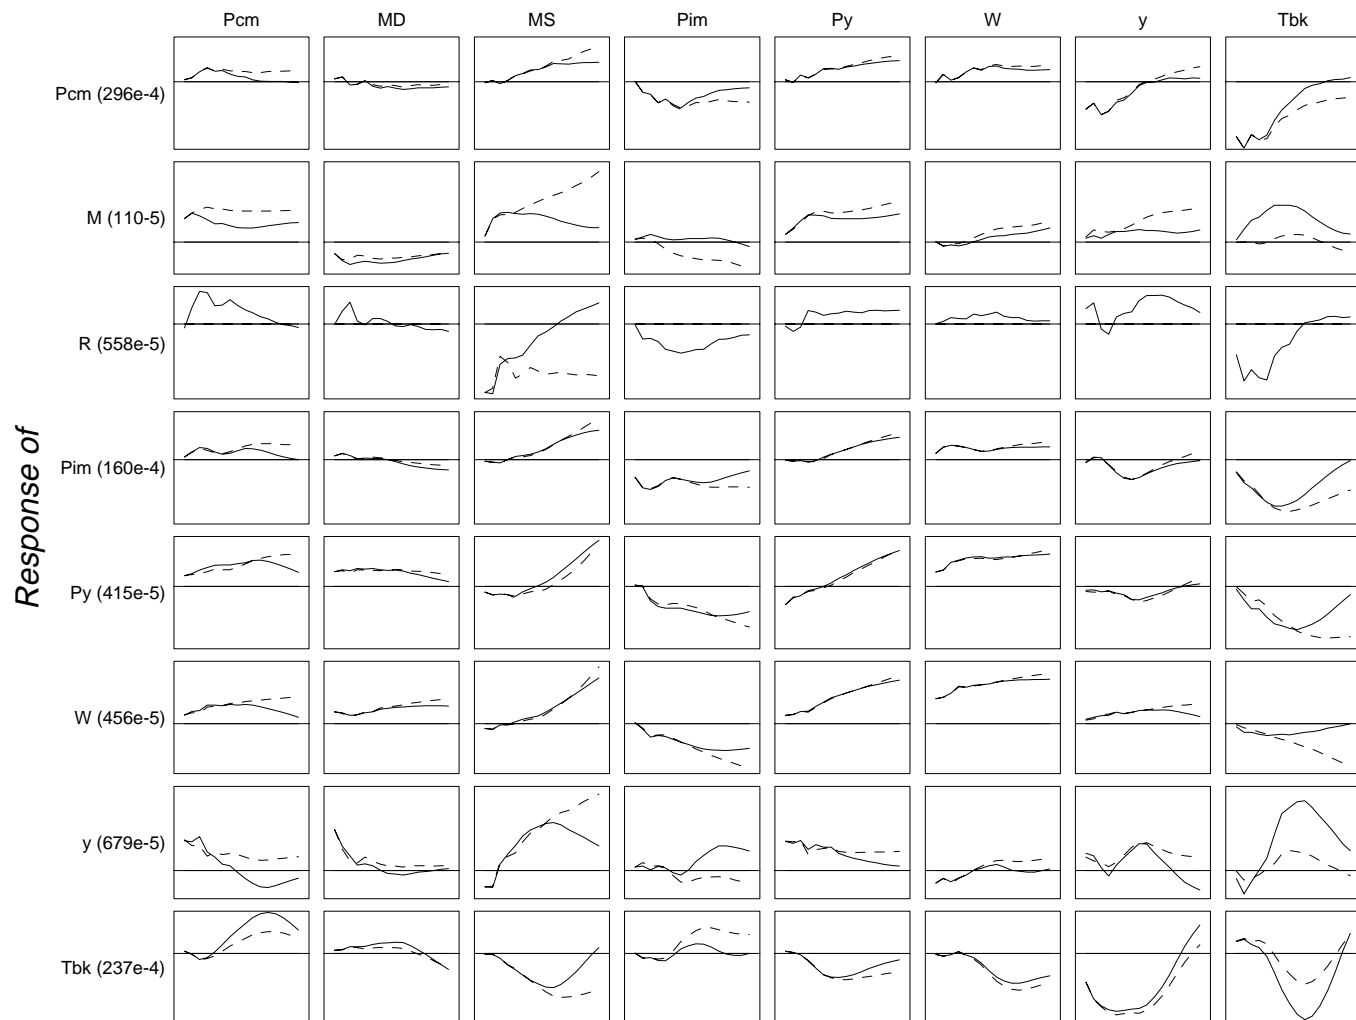 Pcm MD MS Pim Py W y Tbk
Pcm (296e-4)
M (110-5)
R (558e-5)
Pim (160e-4)
Response of
Py (415e-5)
W (456e-5)
y (679e-5)
Tbk (237e-4)